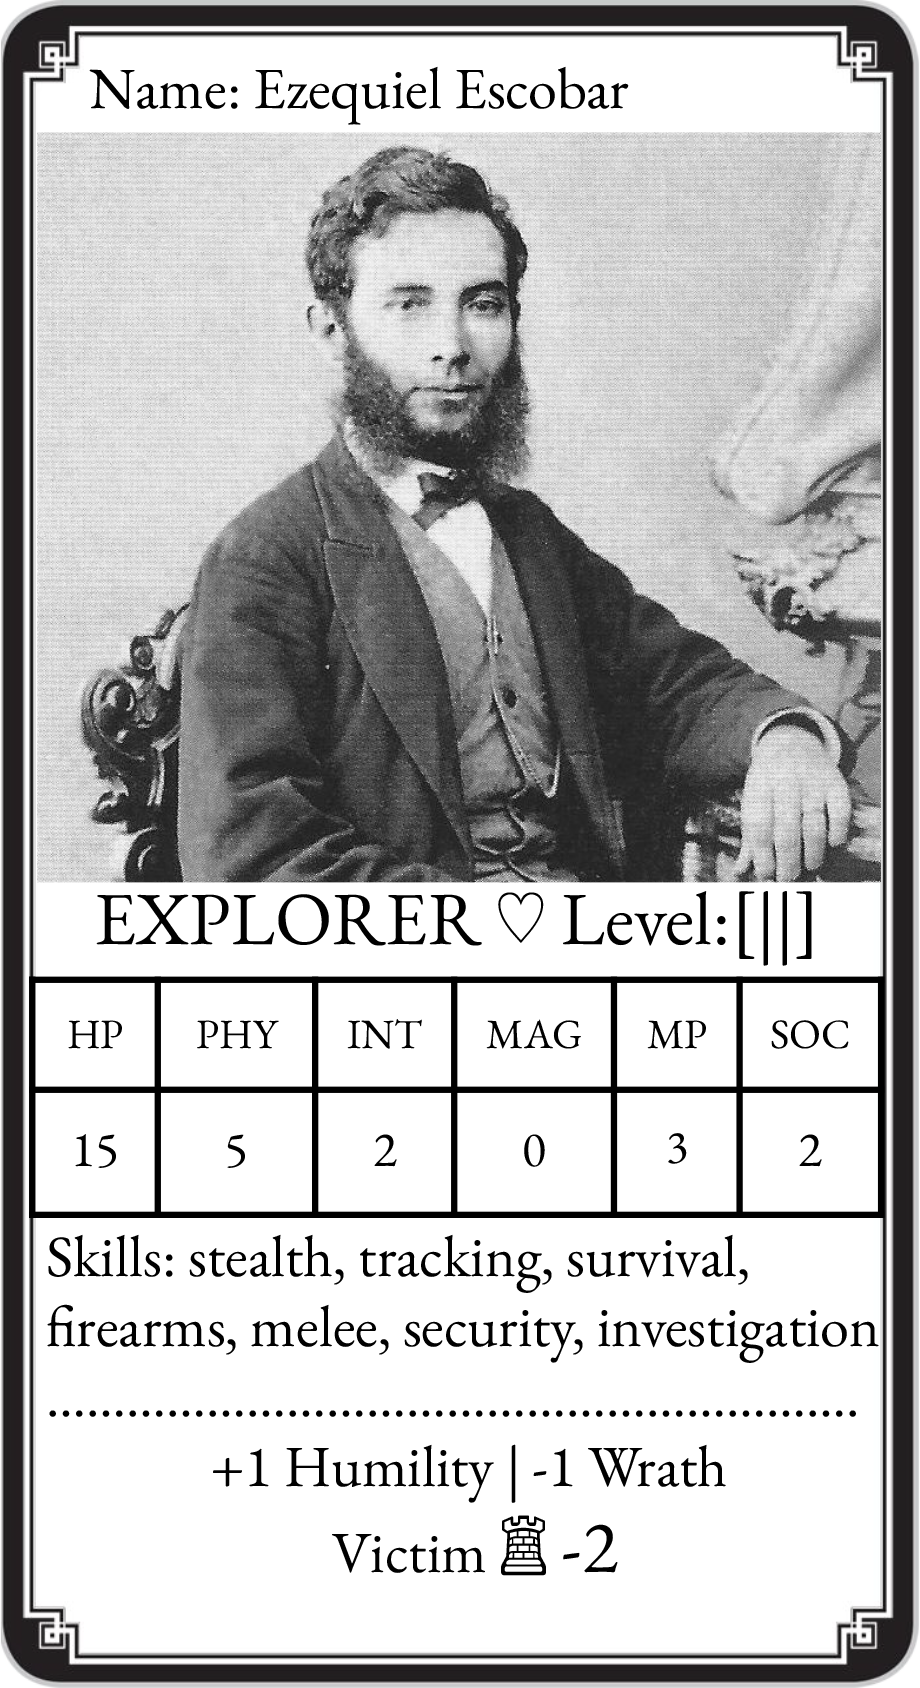 Name: Ezequiel Escobar
EXPLORER ♡ Level:[||]
HP PHY INT MAG MP SOC
15 5 2 0 3 2
Skills: stealth, tracking, survival,
firearms, melee, security, investigation
................................................................
+1 Humility | -1 Wrath
Victim ♖ -2